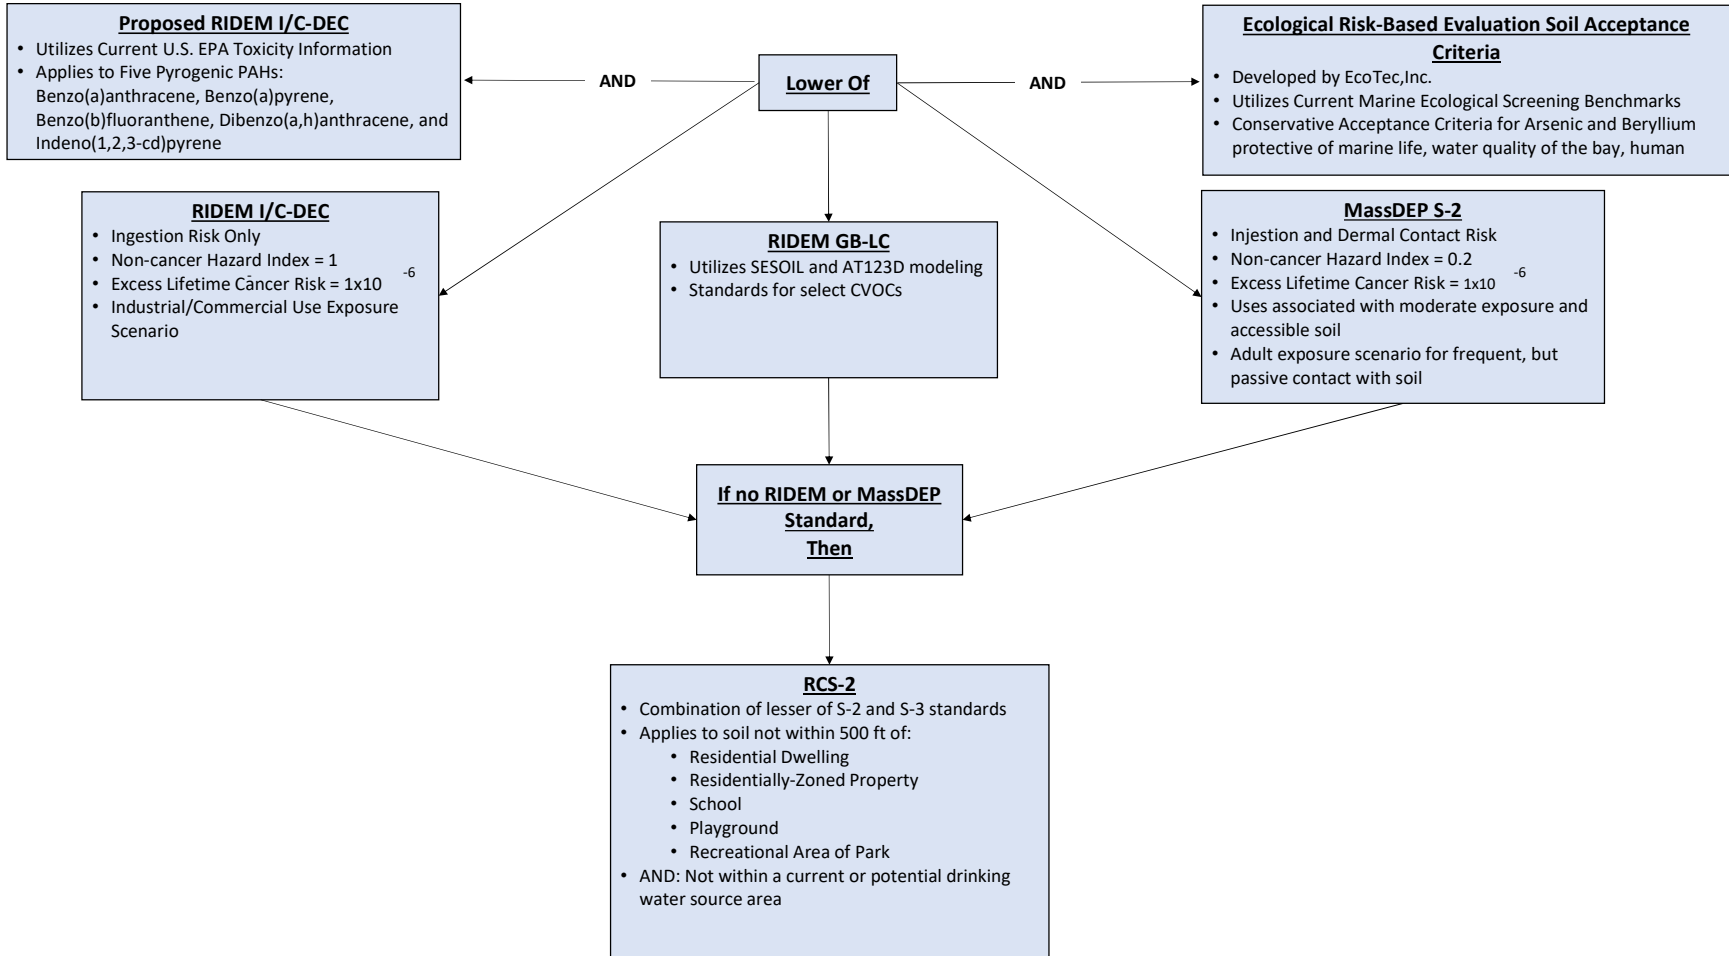 Proposed RIDEM I/C-DEC
• Utilizes Current U.S. EPA Toxicity Information
• Applies to Five Pyrogenic PAHs:
Benzo(a)anthracene, Benzo(a)pyrene,
Benzo(b)fluoranthene, Dibenzo(a,h)anthracene, and
Indeno(1,2,3-cd)pyrene
AND
Lower Of
AND
Ecological Risk-Based Evaluation Soil Acceptance
Criteria
• Developed by EcoTec,Inc.
• Utilizes Current Marine Ecological Screening Benchmarks
• Conservative Acceptance Criteria for Arsenic and Beryllium
protective of marine life, water quality of the bay, human
RIDEM I/C-DEC
• Ingestion Risk Only
• Non-cancer Hazard Index = 1
• Excess Lifetime Cancer Risk = 1x10 -6
• Industrial/Commercial Use Exposure
Scenario
RIDEM GB-LC
• Utilizes SESOIL and AT123D modeling
• Standards for select CVOCs
MassDEP S-2
• Injestion and Dermal Contact Risk
• Non-cancer Hazard Index = 0.2
• Excess Lifetime Cancer Risk = 1x10 -6
• Uses associated with moderate exposure and
accessible soil
• Adult exposure scenario for frequent, but
passive contact with soil
If no RIDEM or MassDEP
Standard,
Then
RCS-2
• Combination of lesser of S-2 and S-3 standards
• Applies to soil not within 500 ft of:
• Residential Dwelling
• Residentially-Zoned Property
• School
• Playground
• Recreational Area of Park
• AND: Not within a current or potential drinking
water source area